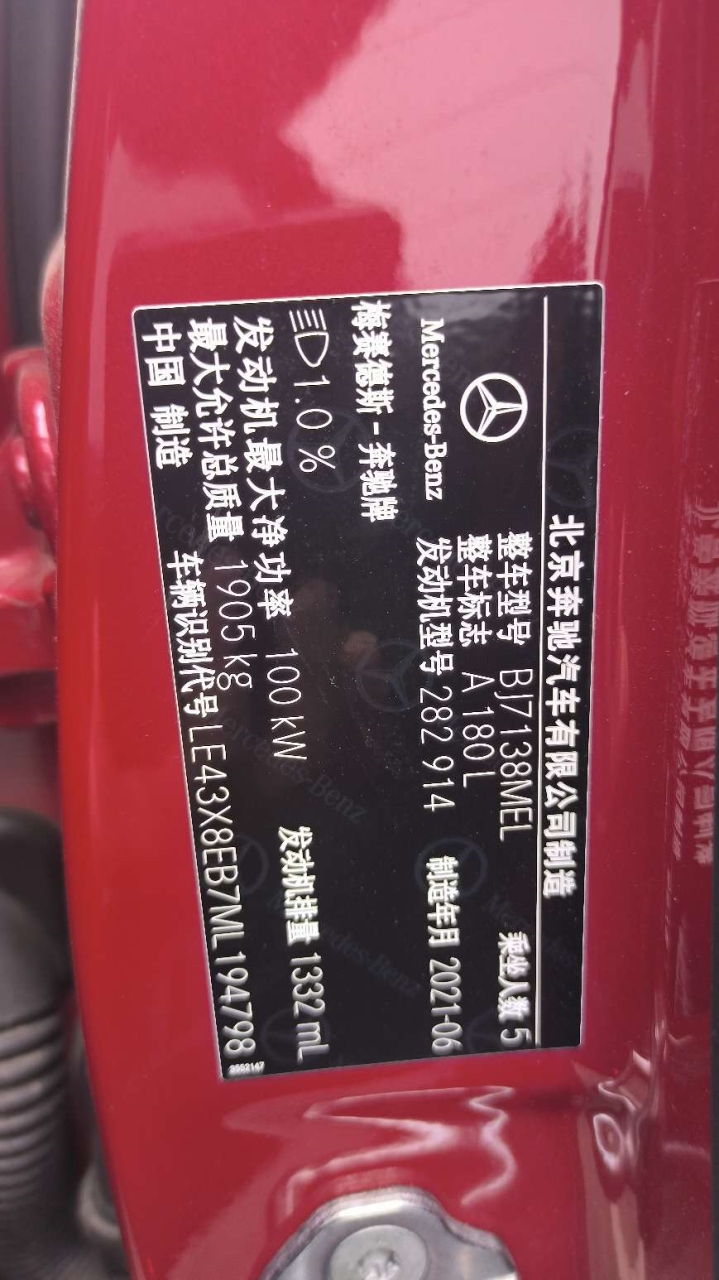 北京奔驰汽车有限公司制造
整车型号 BJ7138MEL 乘坐人数 5
整车标志 A 180 L
Mercedes-Benz 发动机型号 282 914 制造年月 2021-06
梅赛德斯-奔驰牌
1.0 % 发动机排量 1332 mL
发动机最大净功率 100 kW
最大允许总质量 1905 kg
中国 制造 车辆识别代号 LE43X8EB7ML194798
2552147